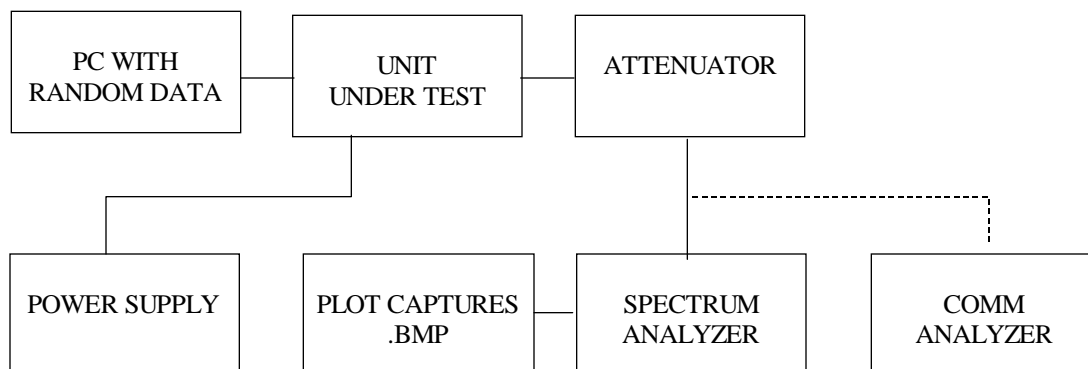 PC WITH
RANDOM DATA
UNIT
UNDER TEST
ATTENUATOR
POWER SUPPLY
PLOT CAPTURES
.BMP
SPECTRUM
ANALYZER
COMM
ANALYZER